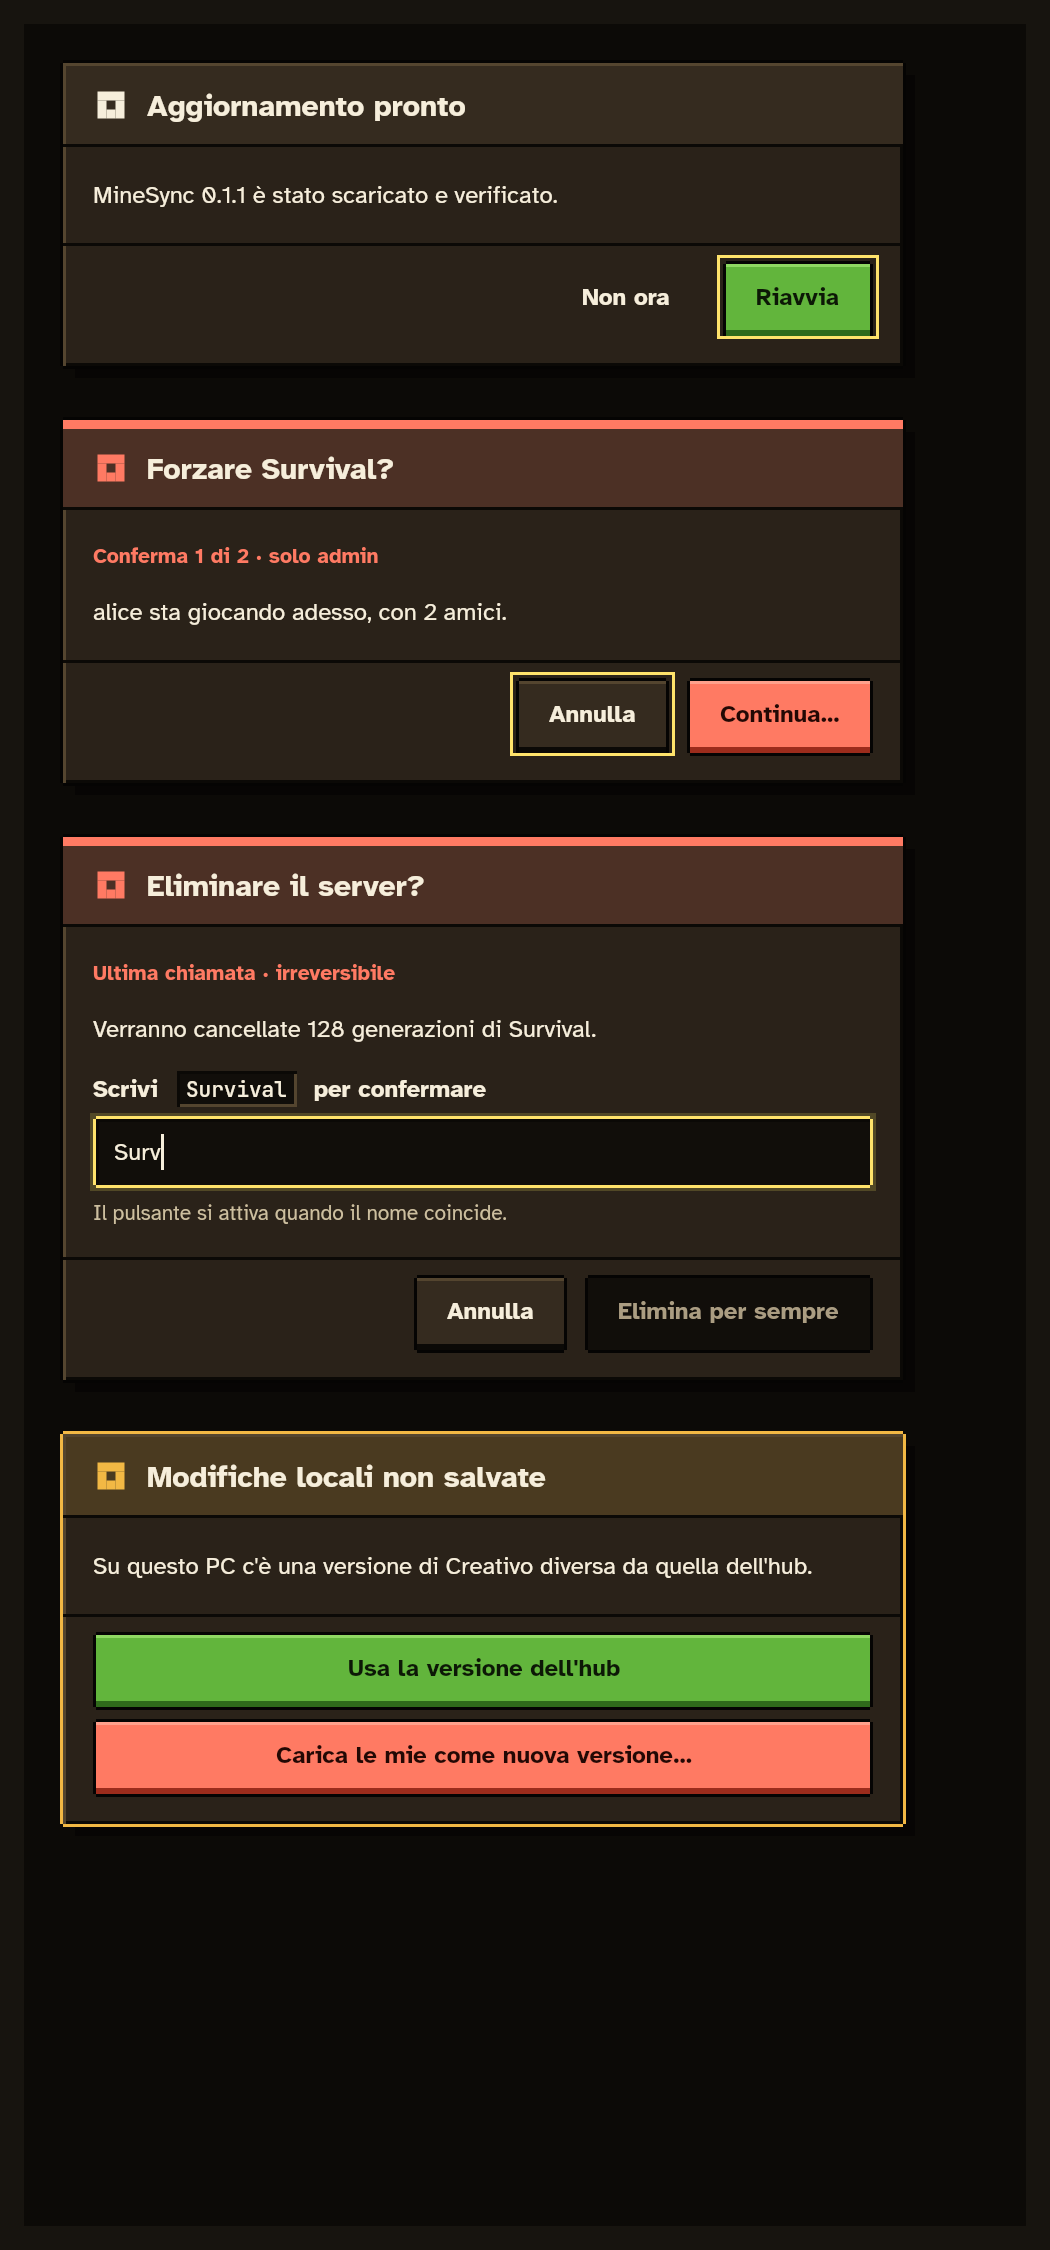 Aggiornamento pronto
MineSync 0.1.1 è stato scaricato e verificato.
Non ora
Riavvia
Forzare Survival?
Conferma 1 di 2 · solo admin
alice sta giocando adesso, con 2 amici.
Annulla
Continua...
Eliminare il server?
Ultima chiamata · irreversibile
Verranno cancellate 128 generazioni di Survival.
Scrivi Survival per confermare
Surv
Il pulsante si attiva quando il nome coincide.
Annulla
Elimina per sempre
Modifiche locali non salvate
Su questo PC c'è una versione di Creativo diversa da quella dell'hub.
Usa la versione dell'hub
Carica le mie come nuova versione...